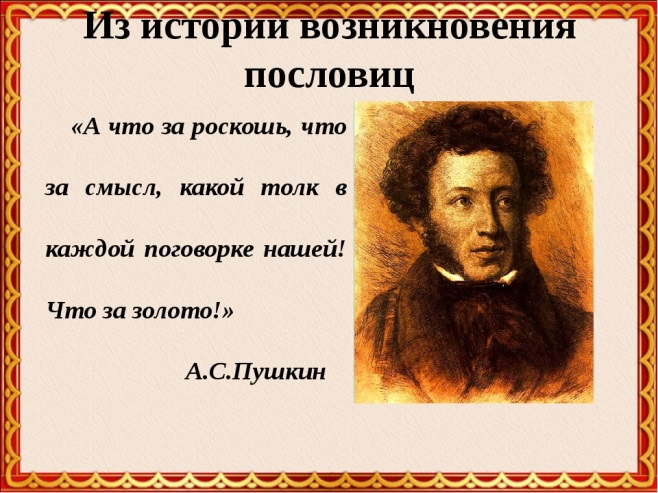 Из истории возникновения
пословиц
«А что за роскошь, что
за смысл, какой толк в
каждой поговорке нашей!
Что за золото!»
А.С.Пушкин